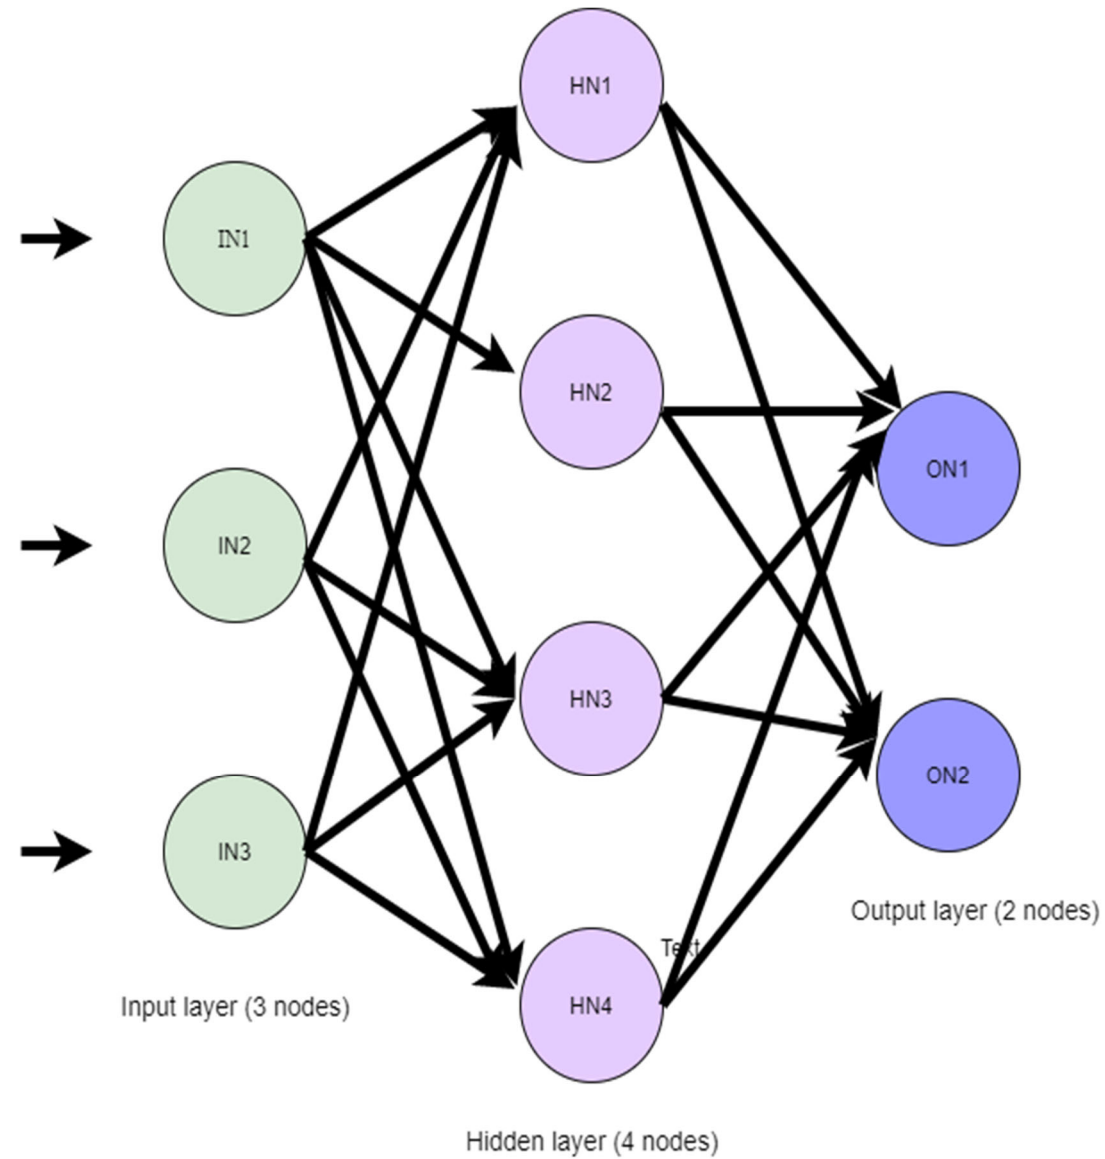 HN1
IN1
HN2
ON1
IN2
HN3
ON2
IN3
Output layer (2 nodes)
Text
Input layer (3 nodes)
HN4
Hidden layer (4 nodes)